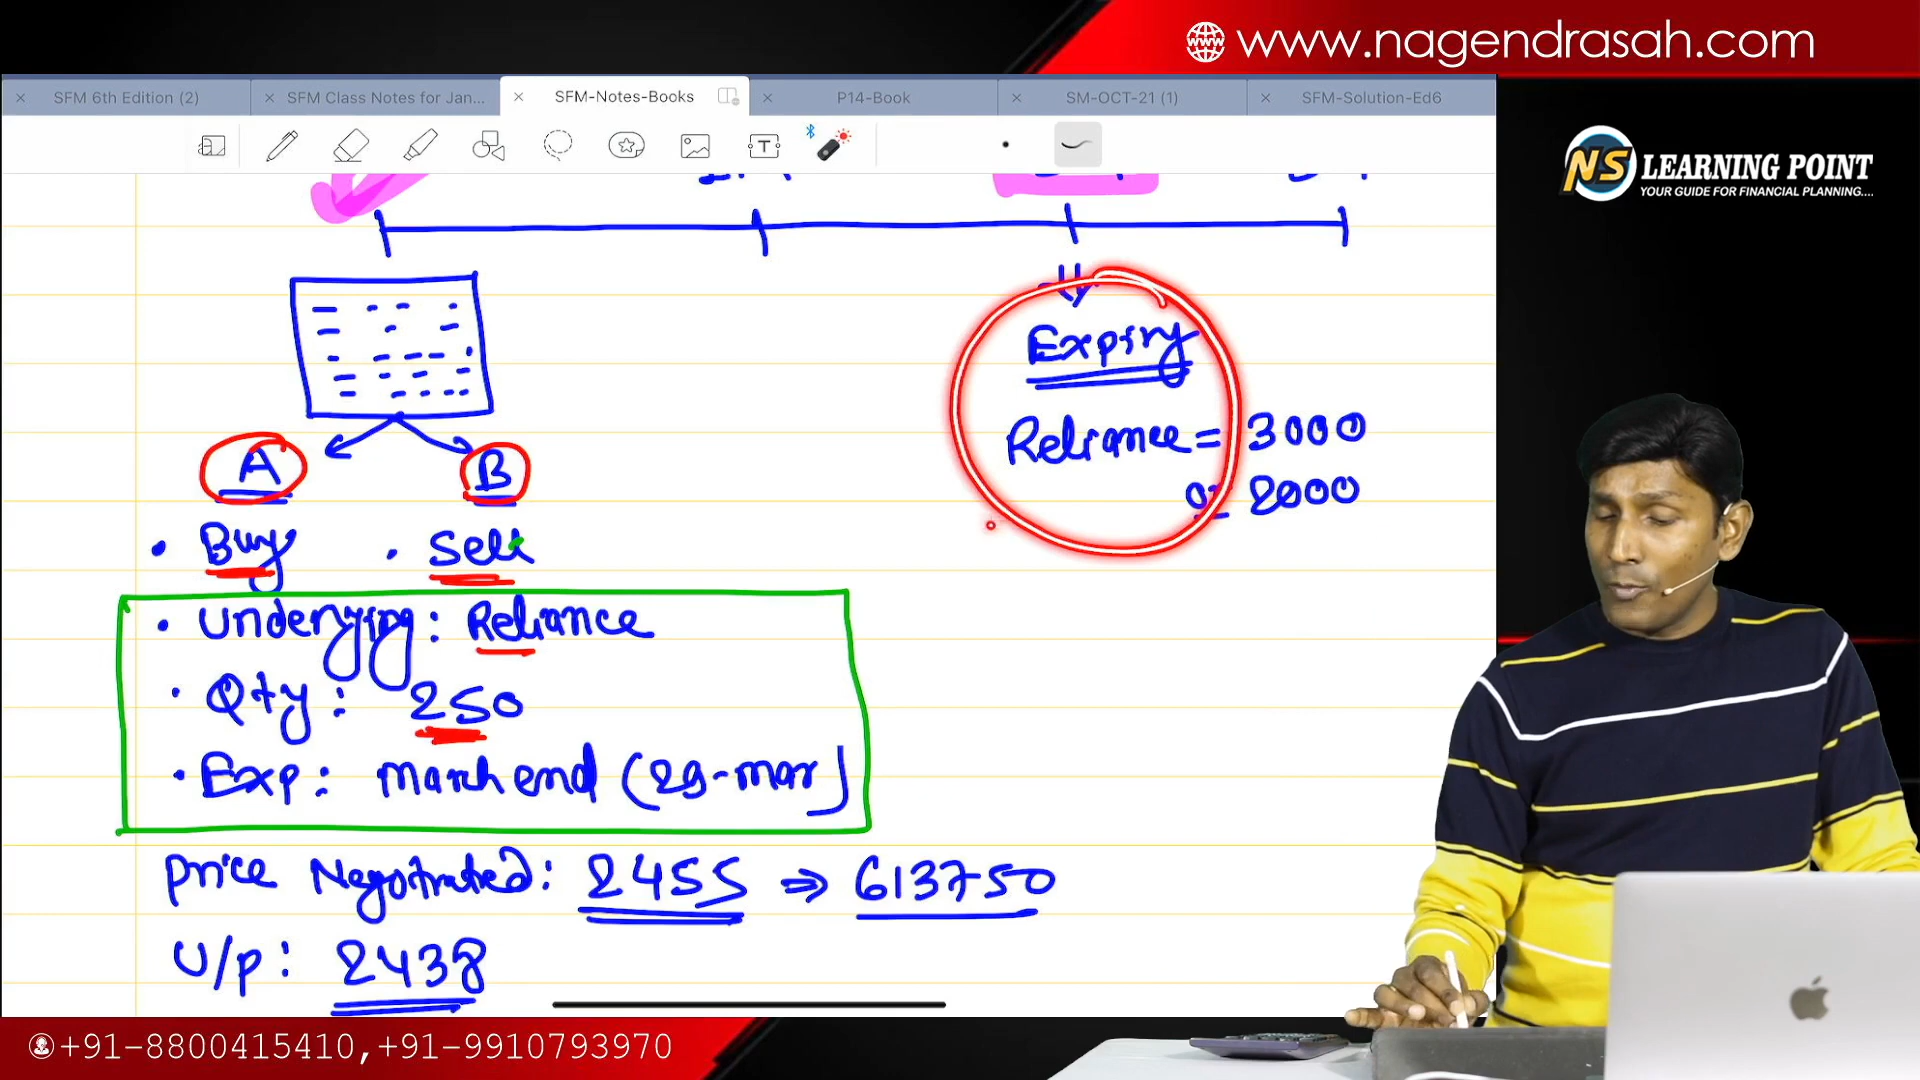 www.nagendrasah.com
SFM 6th Edition (2)
SFM Class Notes for Jan...
SFM-Notes-Books
P14-Book
SM-OCT-21 (1)
SFM-Solution-Ed6
T
NS LEARNING POINT
YOUR GUIDE FOR FINANCIAL PLANNING....
Expiry
Reliance = 3000
or 2000
A B
• Buy • Sell
• Underlying: Reliance
• Qty: 250
• Exp: March end (29-mar)
Price Negotiated: 2455 ⇒ 613750
U/p: 2438
+91-8800415410,+91-9910793970